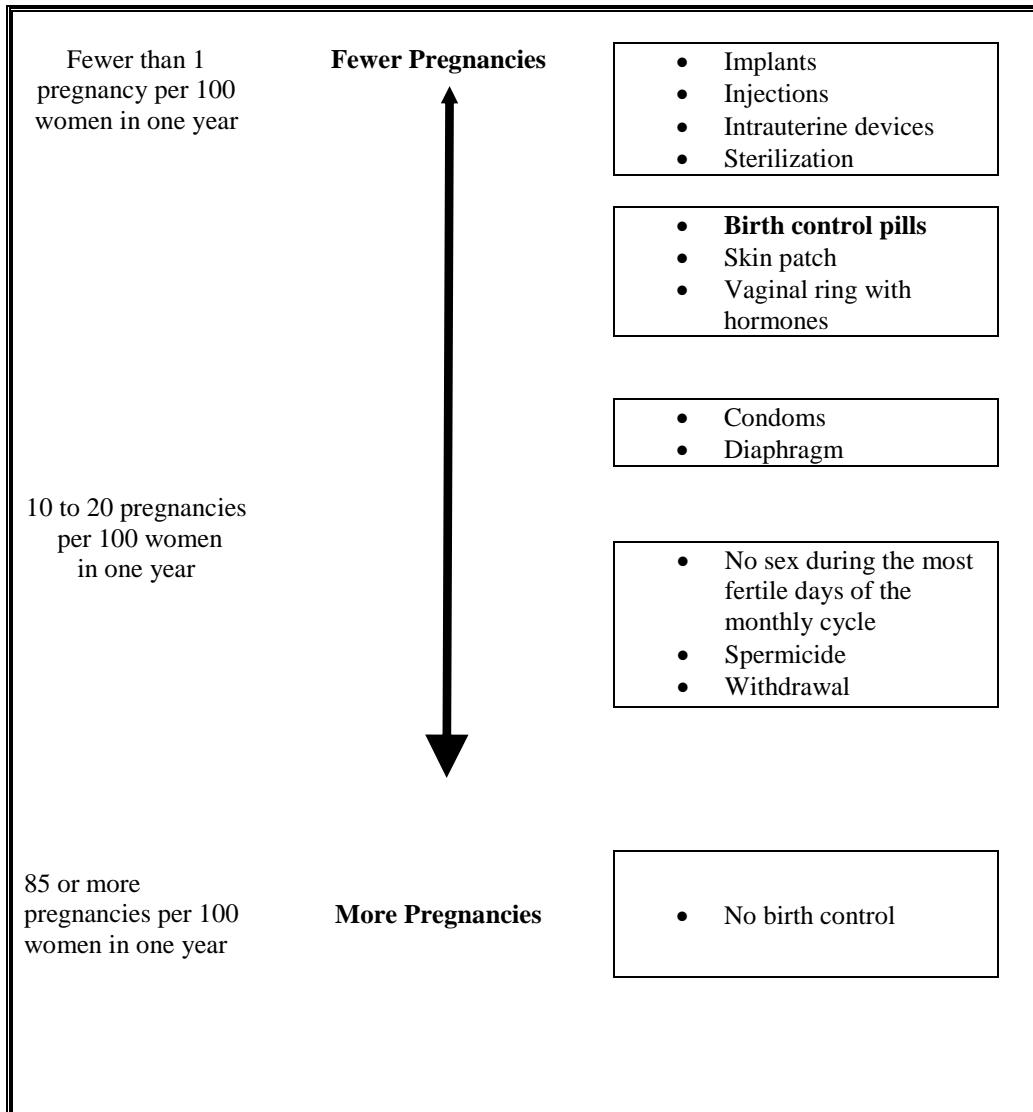 Fewer than 1
pregnancy per 100
women in one year
Fewer Pregnancies
• Implants
• Injections
• Intrauterine devices
• Sterilization
• Birth control pills
• Skin patch
• Vaginal ring with
hormones
• Condoms
• Diaphragm
10 to 20 pregnancies
per 100 women
in one year
• No sex during the most
fertile days of the
monthly cycle
• Spermicide
• Withdrawal
85 or more
pregnancies per 100
women in one year
More Pregnancies
• No birth control